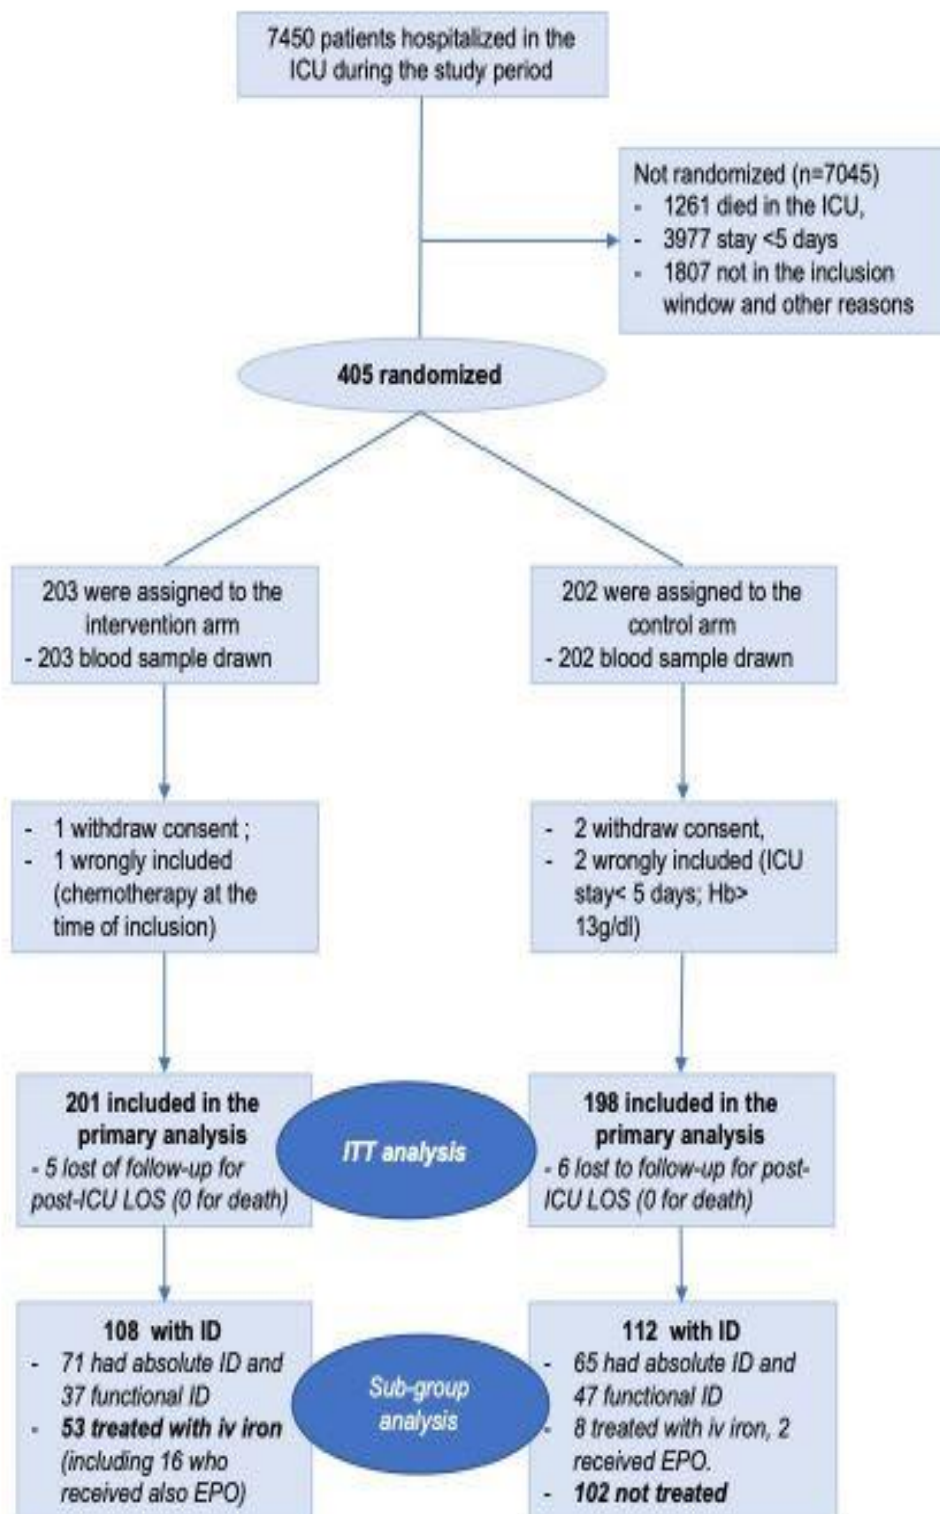 7450 patients hospitalized in the
ICU during the study period
Not randomized (n=7045)
- 1261 died in the ICU,
- 3977 stay <5 days
- 1807 not in the inclusion
window and other reasons
405 randomized
203 were assigned to the
intervention arm
- 203 blood sample drawn
202 were assigned to the
control arm
- 202 blood sample drawn
- 1 withdraw consent ;
- 1 wrongly included
(chemotherapy at the
time of inclusion)
- 2 withdraw consent,
- 2 wrongly included (ICU
stay< 5 days; Hb>
13g/dl)
201 included in the
primary analysis
- 5 lost of follow-up for
post-ICU LOS (0 for death)
ITT analysis
198 included in the
primary analysis
- 6 lost to follow-up for post-
ICU LOS (0 for death)
108 with ID
- 71 had absolute ID and
37 functional ID
- 53 treated with iv iron
(including 16 who
received also EPO)
Sub-group
analysis
112 with ID
- 65 had absolute ID and
47 functional ID
- 8 treated with iv iron, 2
received EPO.
- 102 not treated